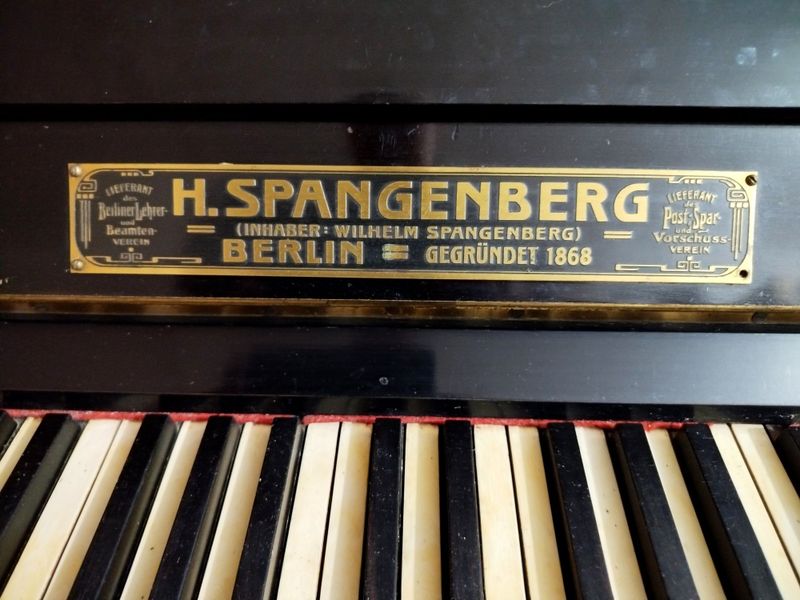 LIEFERANT
des
Berliner Lehrer-
und
Beamten-
VEREIN
H. SPANGENBERG
(INHABER: WILHELM SPANGENBERG)
BERLIN = GEGRÜNDET 1868
LIEFERANT
des
Post-Spar-
und
Vorschuss-
VEREIN